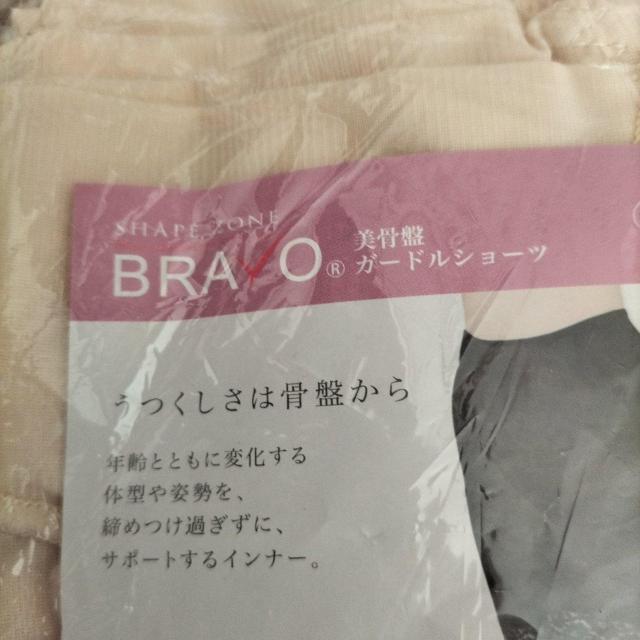 SHAPE ZONE
BRAVO®
美骨盤
ガードルショーツ
うつくしさは骨盤から
年齢とともに変化する
体型や姿勢を、
締めつけ過ぎずに、
サポートするインナー。